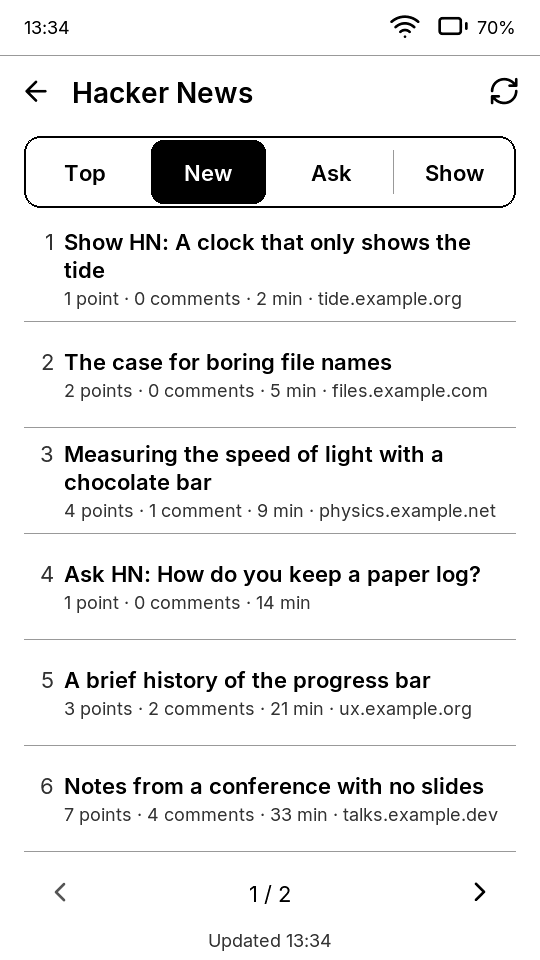 13:34
70%
Hacker News
Top New Ask Show
1 Show HN: A clock that only shows the
tide
1 point · 0 comments · 2 min · tide.example.org
2 The case for boring file names
2 points · 0 comments · 5 min · files.example.com
3 Measuring the speed of light with a
chocolate bar
4 points · 1 comment · 9 min · physics.example.net
4 Ask HN: How do you keep a paper log?
1 point · 0 comments · 14 min
5 A brief history of the progress bar
3 points · 2 comments · 21 min · ux.example.org
6 Notes from a conference with no slides
7 points · 4 comments · 33 min · talks.example.dev
1 / 2
Updated 13:34